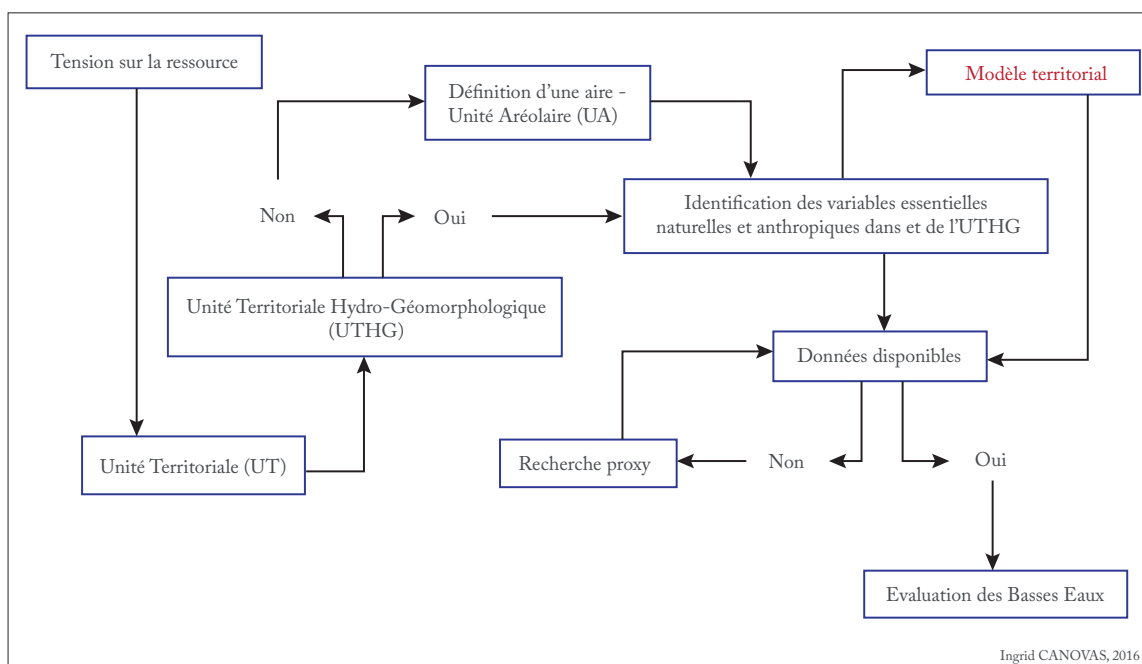 Tension sur la ressource
Modèle territorial
Définition d'une aire -
Unité Aréolaire (UA)
Identification des variables essentielles
naturelles et anthropiques dans et de l'UTHG
Non
Oui
Unité Territoriale Hydro-Géomorphologique
(UTHG)
Données disponibles
Unité Territoriale (UT)
Recherche proxy
Non
Oui
Evaluation des Basses Eaux
Ingrid CANOVAS, 2016